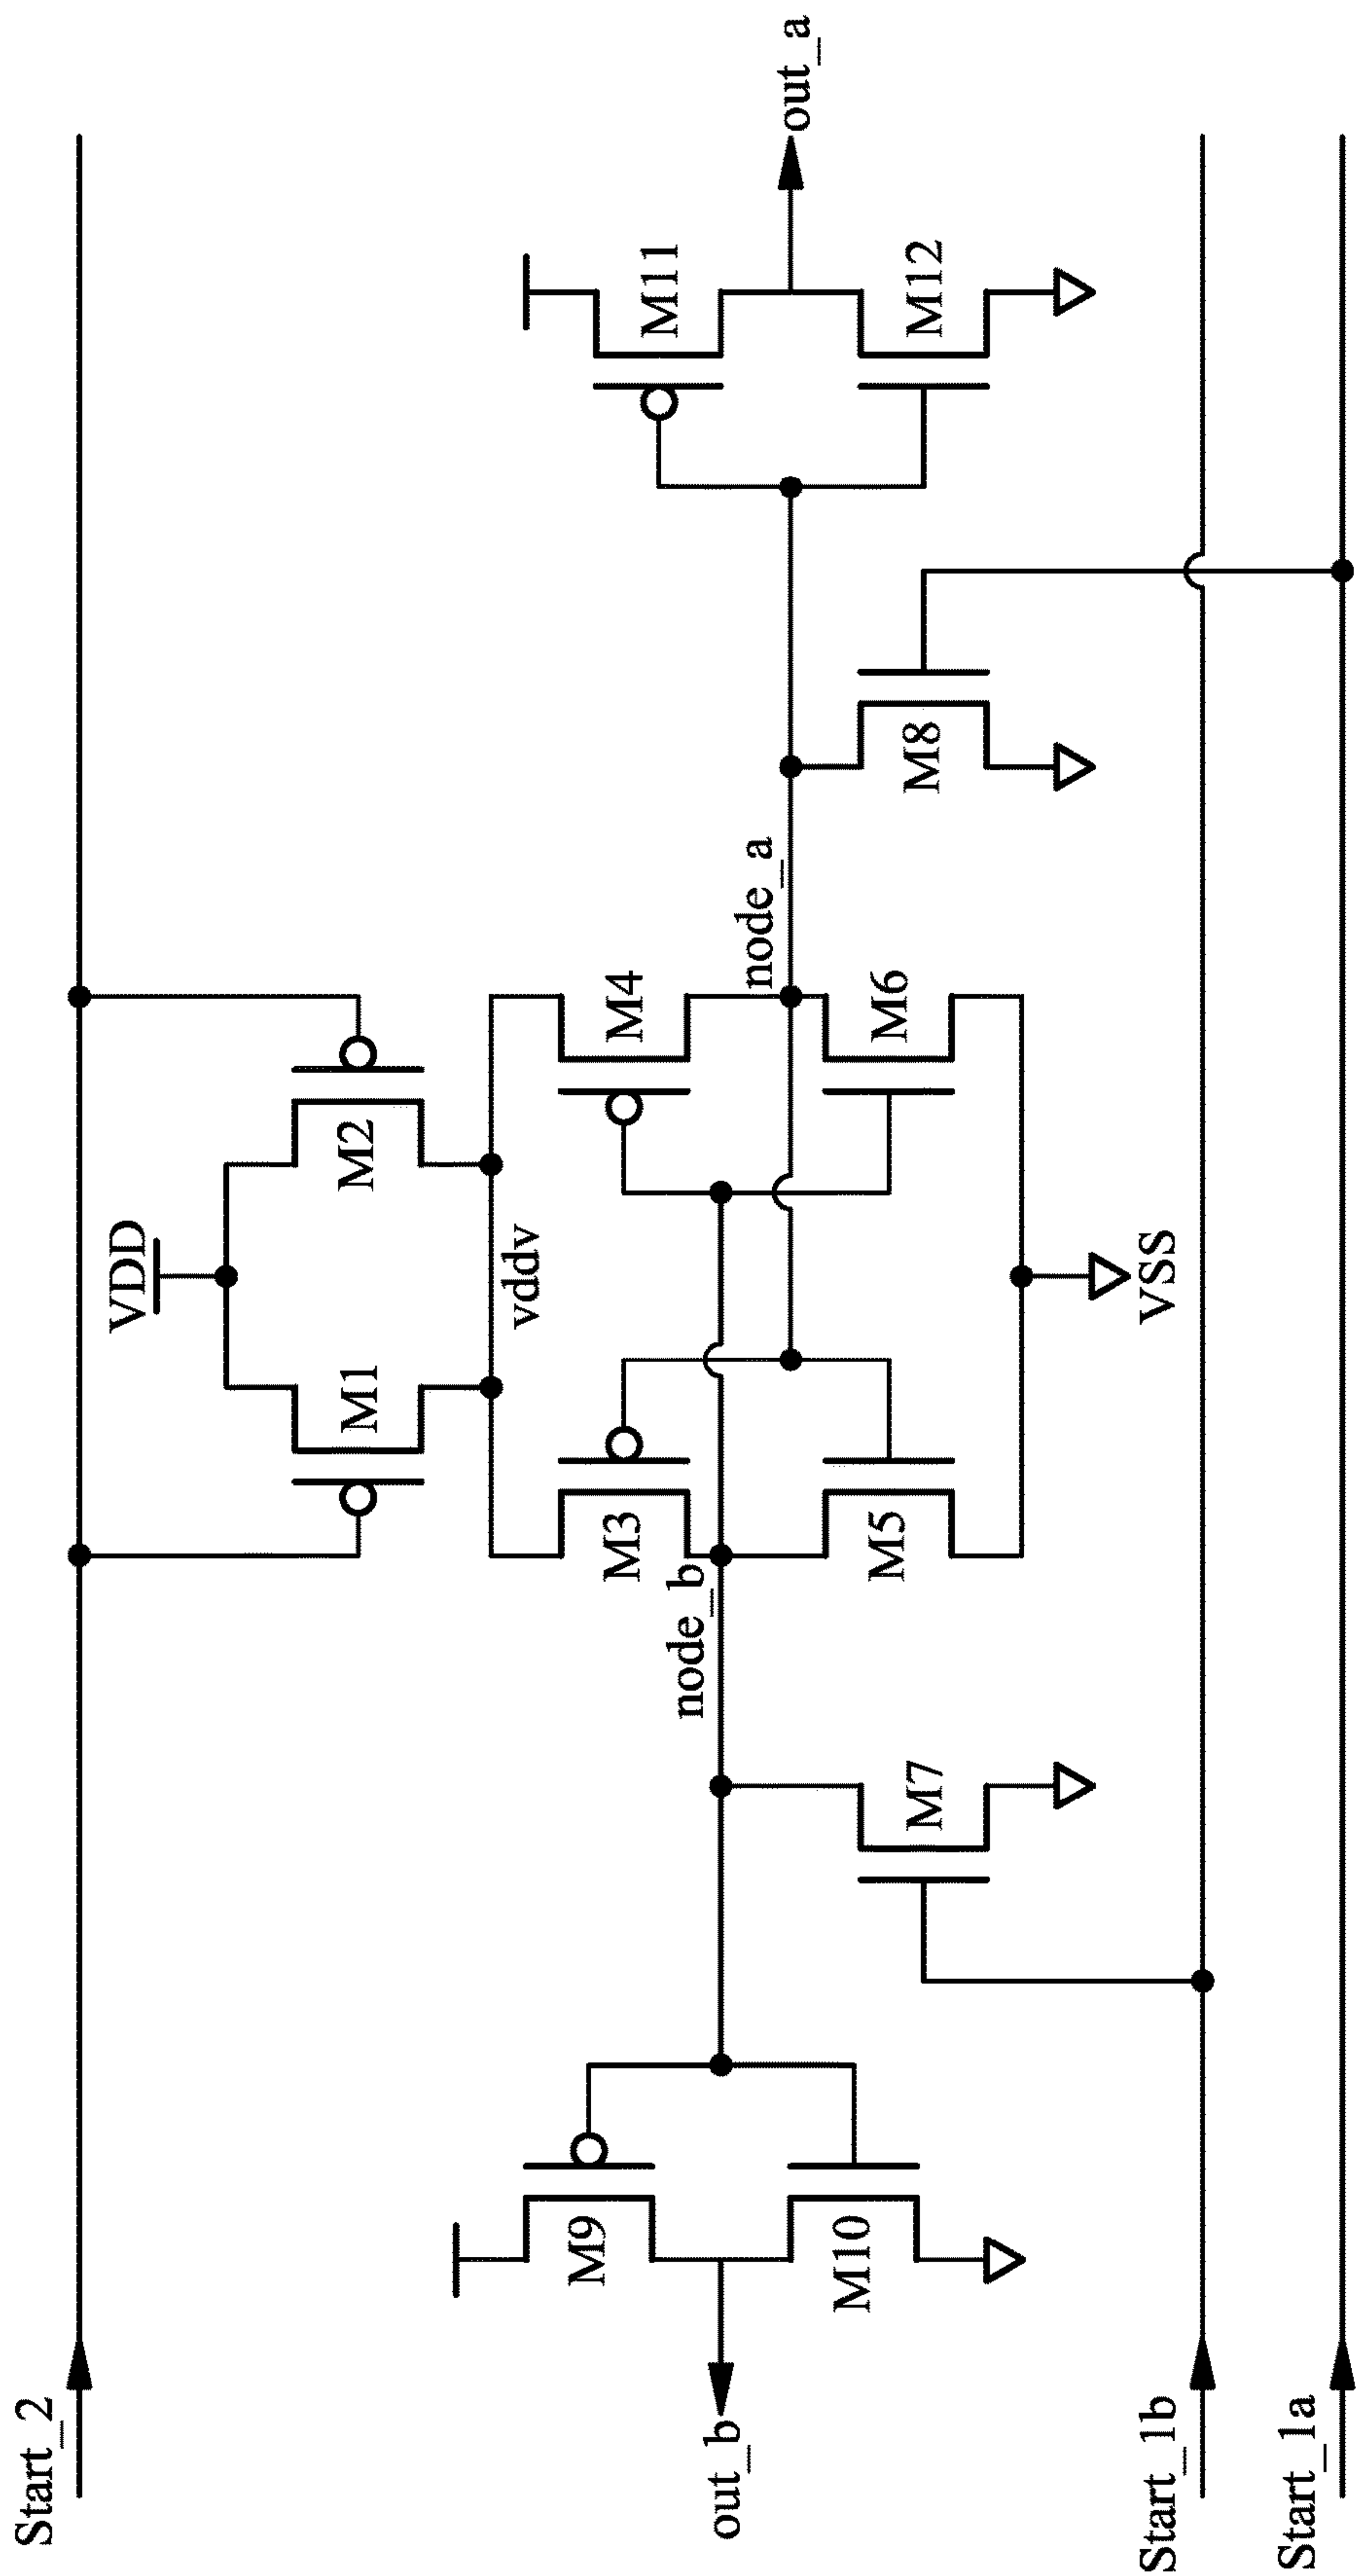 Start_2
VDD
M1
M2
vddv
M9
M3
M4
M11
node_b
node_a
out_b
out_a
M10
M7
M5
M6
M8
M12
VSS
Start_1b
Start_1a